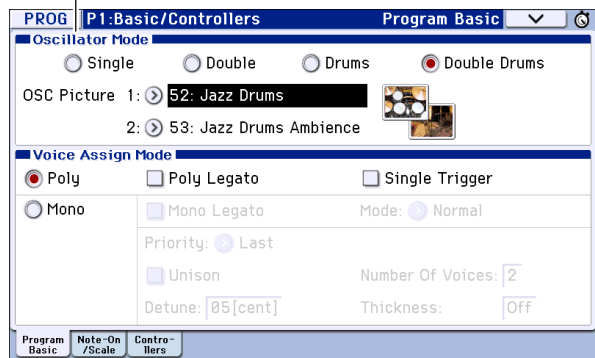 PROG P1:Basic/Controllers Program Basic
Oscillator Mode
Single Double Drums Double Drums
OSC Picture 1: 52: Jazz Drums
2: 53: Jazz Drums Ambience
Voice Assign Mode
Poly Poly Legato Single Trigger
Mono Mono Legato Mode: Normal
Priority: Last
Unison Number Of Voices: 2
Detune: 05[cent] Thickness: Off
Program Basic Note-On /Scale Contro- llers